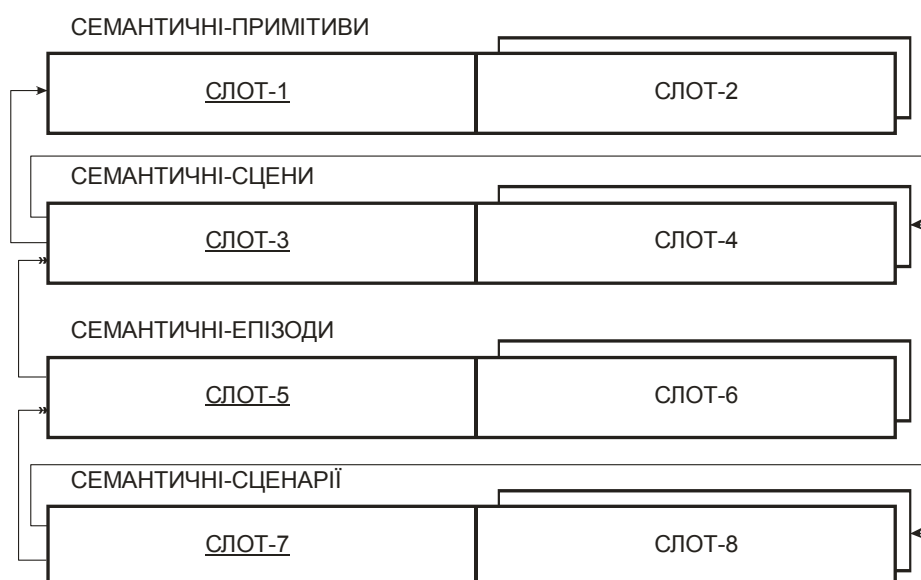 СЕМАНТИЧНІ-ПРИМІТИВИ
СЛОТ-1 СЛОТ-2
СЕМАНТИЧНІ-СЦЕНИ
СЛОТ-3 СЛОТ-4
СЕМАНТИЧНІ-ЕПІЗОДИ
СЛОТ-5 СЛОТ-6
СЕМАНТИЧНІ-СЦЕНАРІЇ
СЛОТ-7 СЛОТ-8